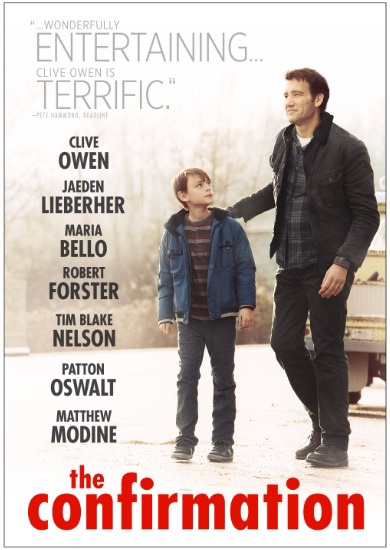 "...WONDERFULLY
ENTERTAINING...
CLIVE OWEN IS
TERRIFIC."
—PETE HAMMOND, DEADLINE
CLIVE
OWEN
JAEDEN
LIEBERHER
MARIA
BELLO
ROBERT
FORSTER
TIM BLAKE
NELSON
PATTON
OSWALT
MATTHEW
MODINE
the
confirmation